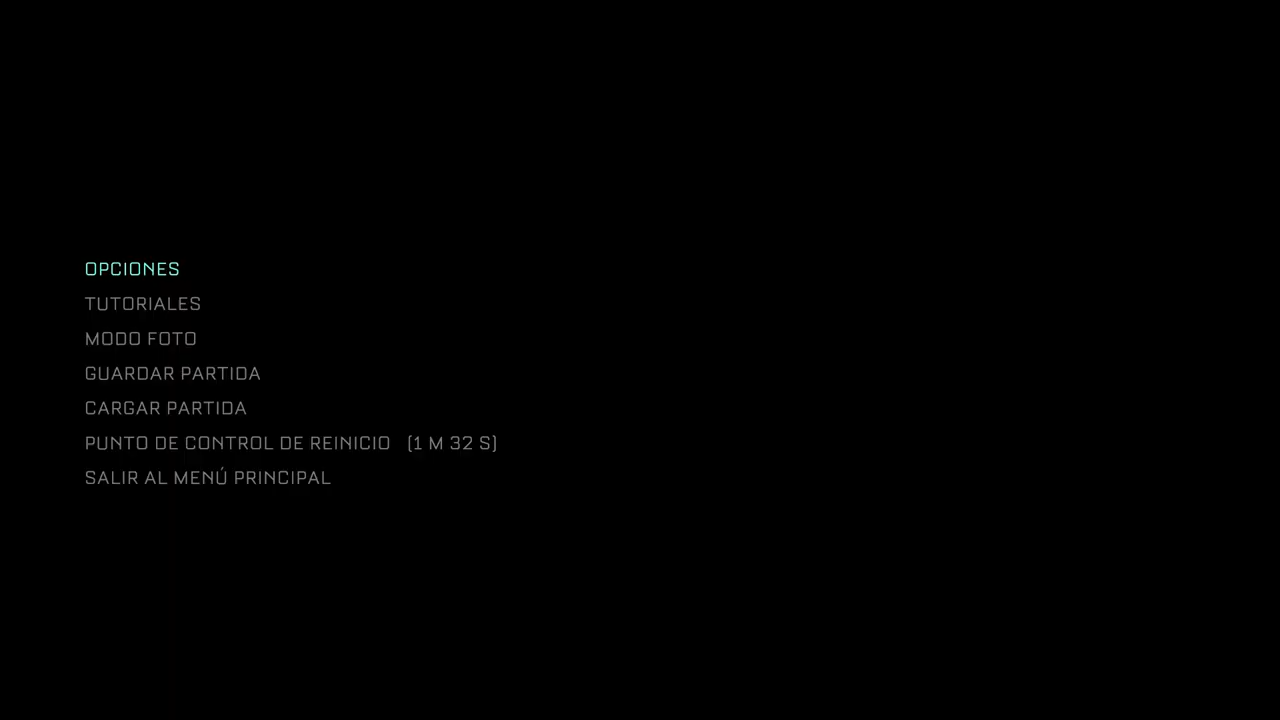 OPCIONES
TUTORIALES
MODO FOTO
GUARDAR PARTIDA
CARGAR PARTIDA
PUNTO DE CONTROL DE REINICIO (1 M 32 S)
SALIR AL MENÚ PRINCIPAL